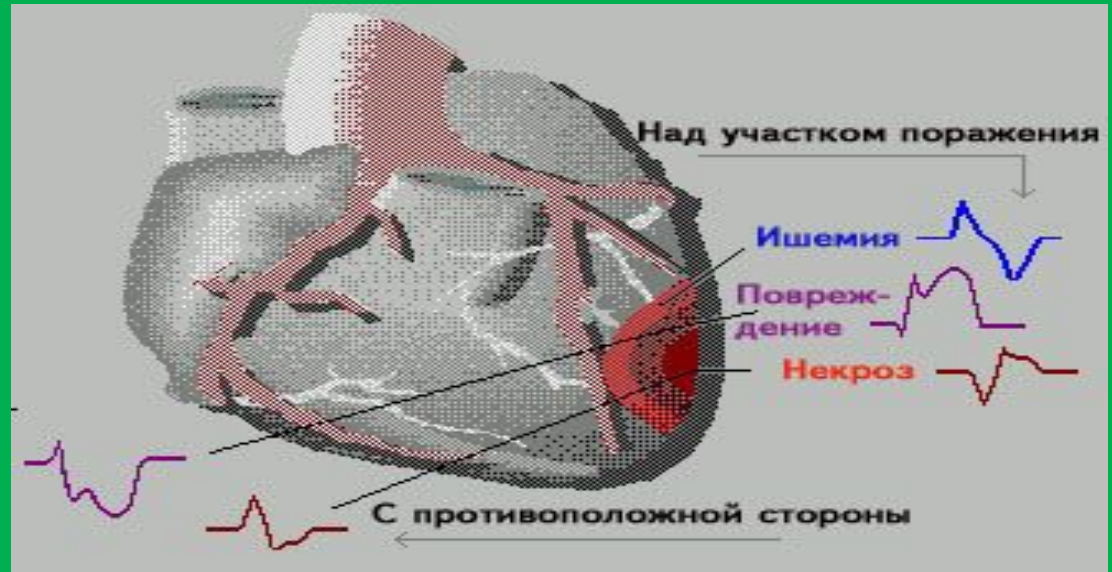 Над участком поражения
Ишемия
Повреж-
дение
Некроз
С противоположной стороны